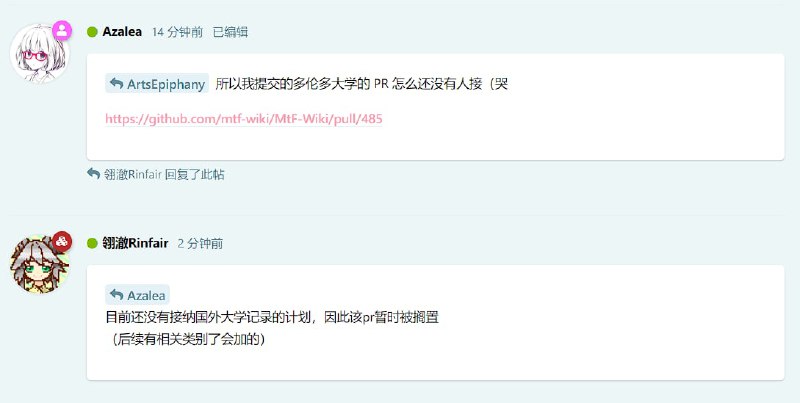 Azalea 14 分钟前 已编辑
ArtsEpiphany 所以我提交的多伦多大学的 PR 怎么还没有人接（哭
https://github.com/mtf-wiki/MtF-Wiki/pull/485
翎澈Rinfair 回复了此帖
翎澈Rinfair 2 分钟前
Azalea
目前还没有接纳国外大学记录的计划，因此该pr暂时被搁置
（后续有相关类别了会加的）